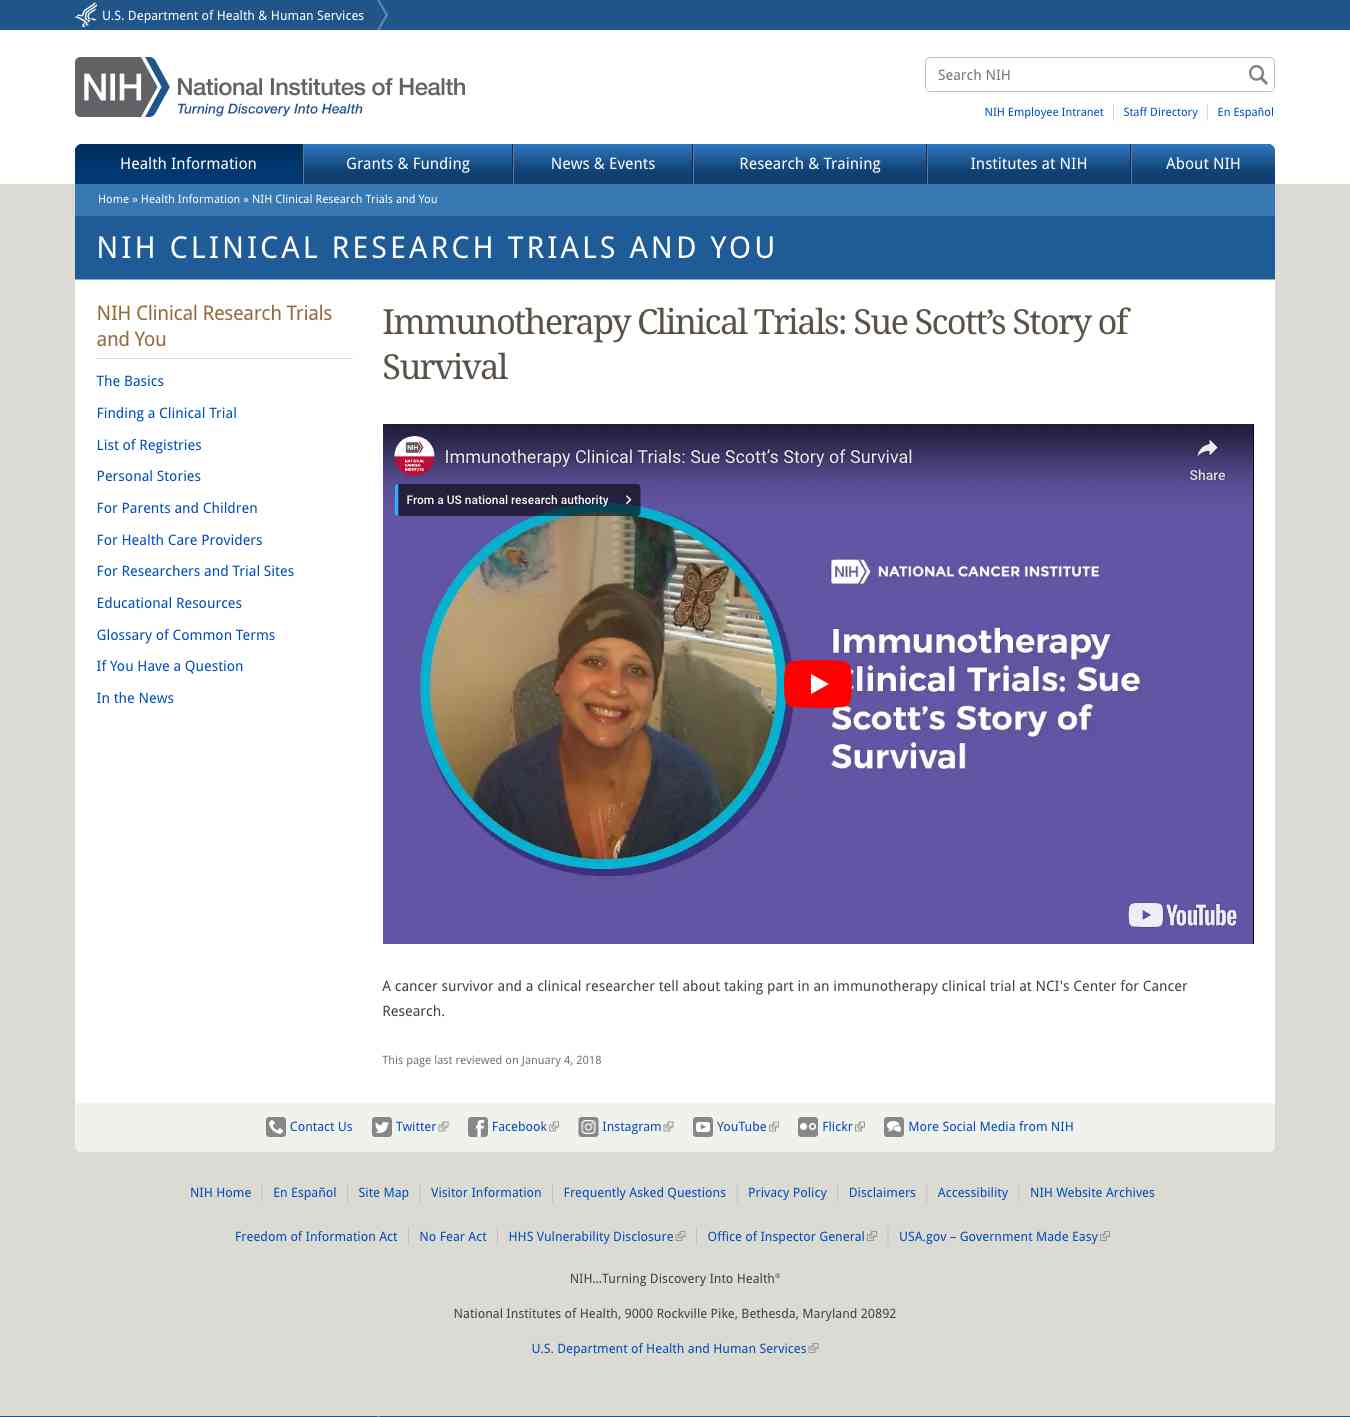 U.S. Department of Health & Human Services
NIH
National Institutes of Health
Turning Discovery Into Health
Search NIH
NIH Employee Intranet
Staff Directory
En Español
Health Information
Grants & Funding
News & Events
Research & Training
Institutes at NIH
About NIH
Home » Health Information » NIH Clinical Research Trials and You
NIH CLINICAL RESEARCH TRIALS AND YOU
NIH Clinical Research Trials
and You
The Basics
Finding a Clinical Trial
List of Registries
Personal Stories
For Parents and Children
For Health Care Providers
For Researchers and Trial Sites
Educational Resources
Glossary of Common Terms
If You Have a Question
In the News
Immunotherapy Clinical Trials: Sue Scott’s Story of
Survival
NIH
NATIONAL
CANCER
INSTITUTE
Immunotherapy Clinical Trials: Sue Scott’s Story of Survival
Share
From a US national research authority
NIH NATIONAL CANCER INSTITUTE
Immunotherapy
Clinical Trials: Sue
Scott’s Story of
Survival
YouTube
A cancer survivor and a clinical researcher tell about taking part in an immunotherapy clinical trial at NCI's Center for Cancer
Research.
This page last reviewed on January 4, 2018
Contact Us
Twitter
Facebook
Instagram
YouTube
Flickr
More Social Media from NIH
NIH Home
En Español
Site Map
Visitor Information
Frequently Asked Questions
Privacy Policy
Disclaimers
Accessibility
NIH Website Archives
Freedom of Information Act
No Fear Act
HHS Vulnerability Disclosure
Office of Inspector General
USA.gov – Government Made Easy
NIH…Turning Discovery Into Health®
National Institutes of Health, 9000 Rockville Pike, Bethesda, Maryland 20892
U.S. Department of Health and Human Services